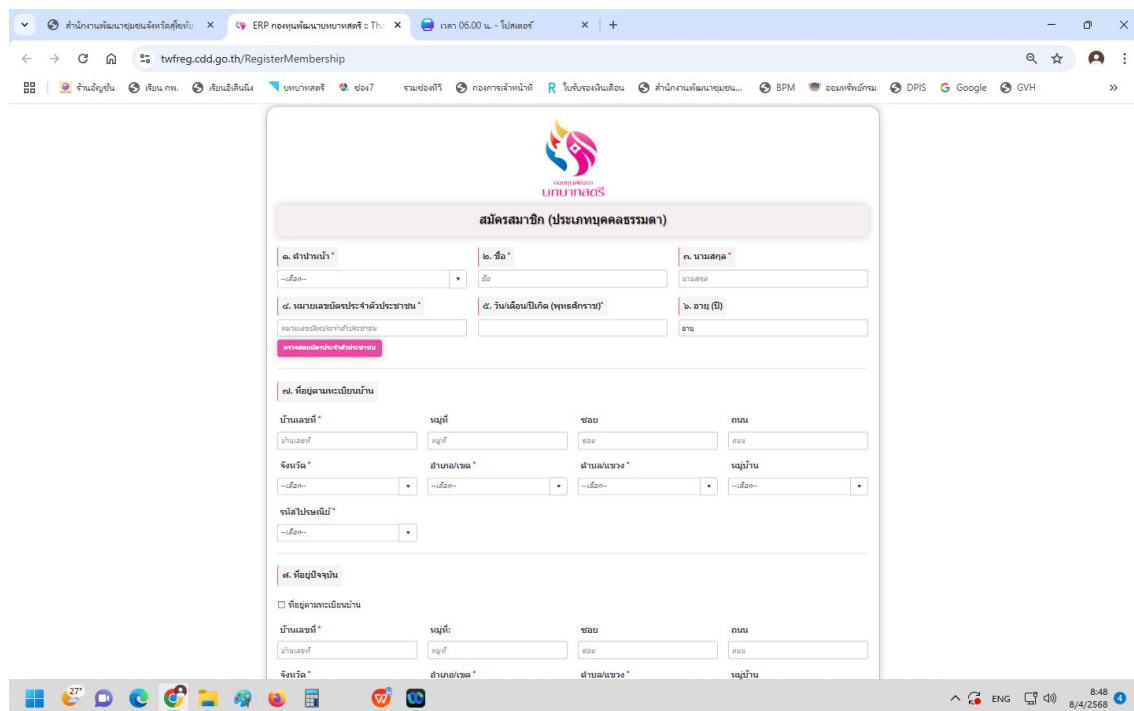 สำนักงานพัฒนาชุมชนจังหวัดสุโขทัย
ERP กองทุนพัฒนาบทบาทสตรี :: Tha
เวลา 06.00 น. - โปสเตอร์
twfreg.cdd.go.th/RegisterMembership
ร้านอัญชัน เรียน กพ. เรียนอีเลินนิ่ง บทบาทสตรี ช่อง7 รวมช่องทีวี กองการเจ้าหน้าที่ ใบรับรองเงินเดือน สำนักงานพัฒนาชุมชน... BPM ออมทรัพย์กรม DPIS Google GVH
กองทุนพัฒนา
บทบาทสตรี
สมัครสมาชิก (ประเภทบุคคลธรรมดา)
๑. คำนำหน้า * ๒. ชื่อ * ๓. นามสกุล *
--เลือก-- ชื่อ นามสกุล
๔. หมายเลขบัตรประจำตัวประชาชน * ๕. วัน/เดือน/ปีเกิด (พุทธศักราช)* ๖. อายุ (ปี)
หมายเลขบัตรประจำตัวประชาชน อายุ
ตรวจสอบบัตรประจำตัวประชาชน
๗. ที่อยู่ตามทะเบียนบ้าน
บ้านเลขที่ * หมู่ที่ ซอย ถนน
บ้านเลขที่ หมู่ที่ ซอย ถนน
จังหวัด * อำเภอ/เขต * ตำบล/แขวง * หมู่บ้าน
--เลือก-- --เลือก-- --เลือก-- --เลือก--
รหัสไปรษณีย์ *
--เลือก--
๘. ที่อยู่ปัจจุบัน
ที่อยู่ตามทะเบียนบ้าน
บ้านเลขที่ * หมู่ที่: ซอย ถนน
บ้านเลขที่ หมู่ที่ ซอย ถนน
จังหวัด * อำเภอ/เขต * ตำบล/แขวง * หมู่บ้าน
27° ENG 8:48
8/4/2568 4